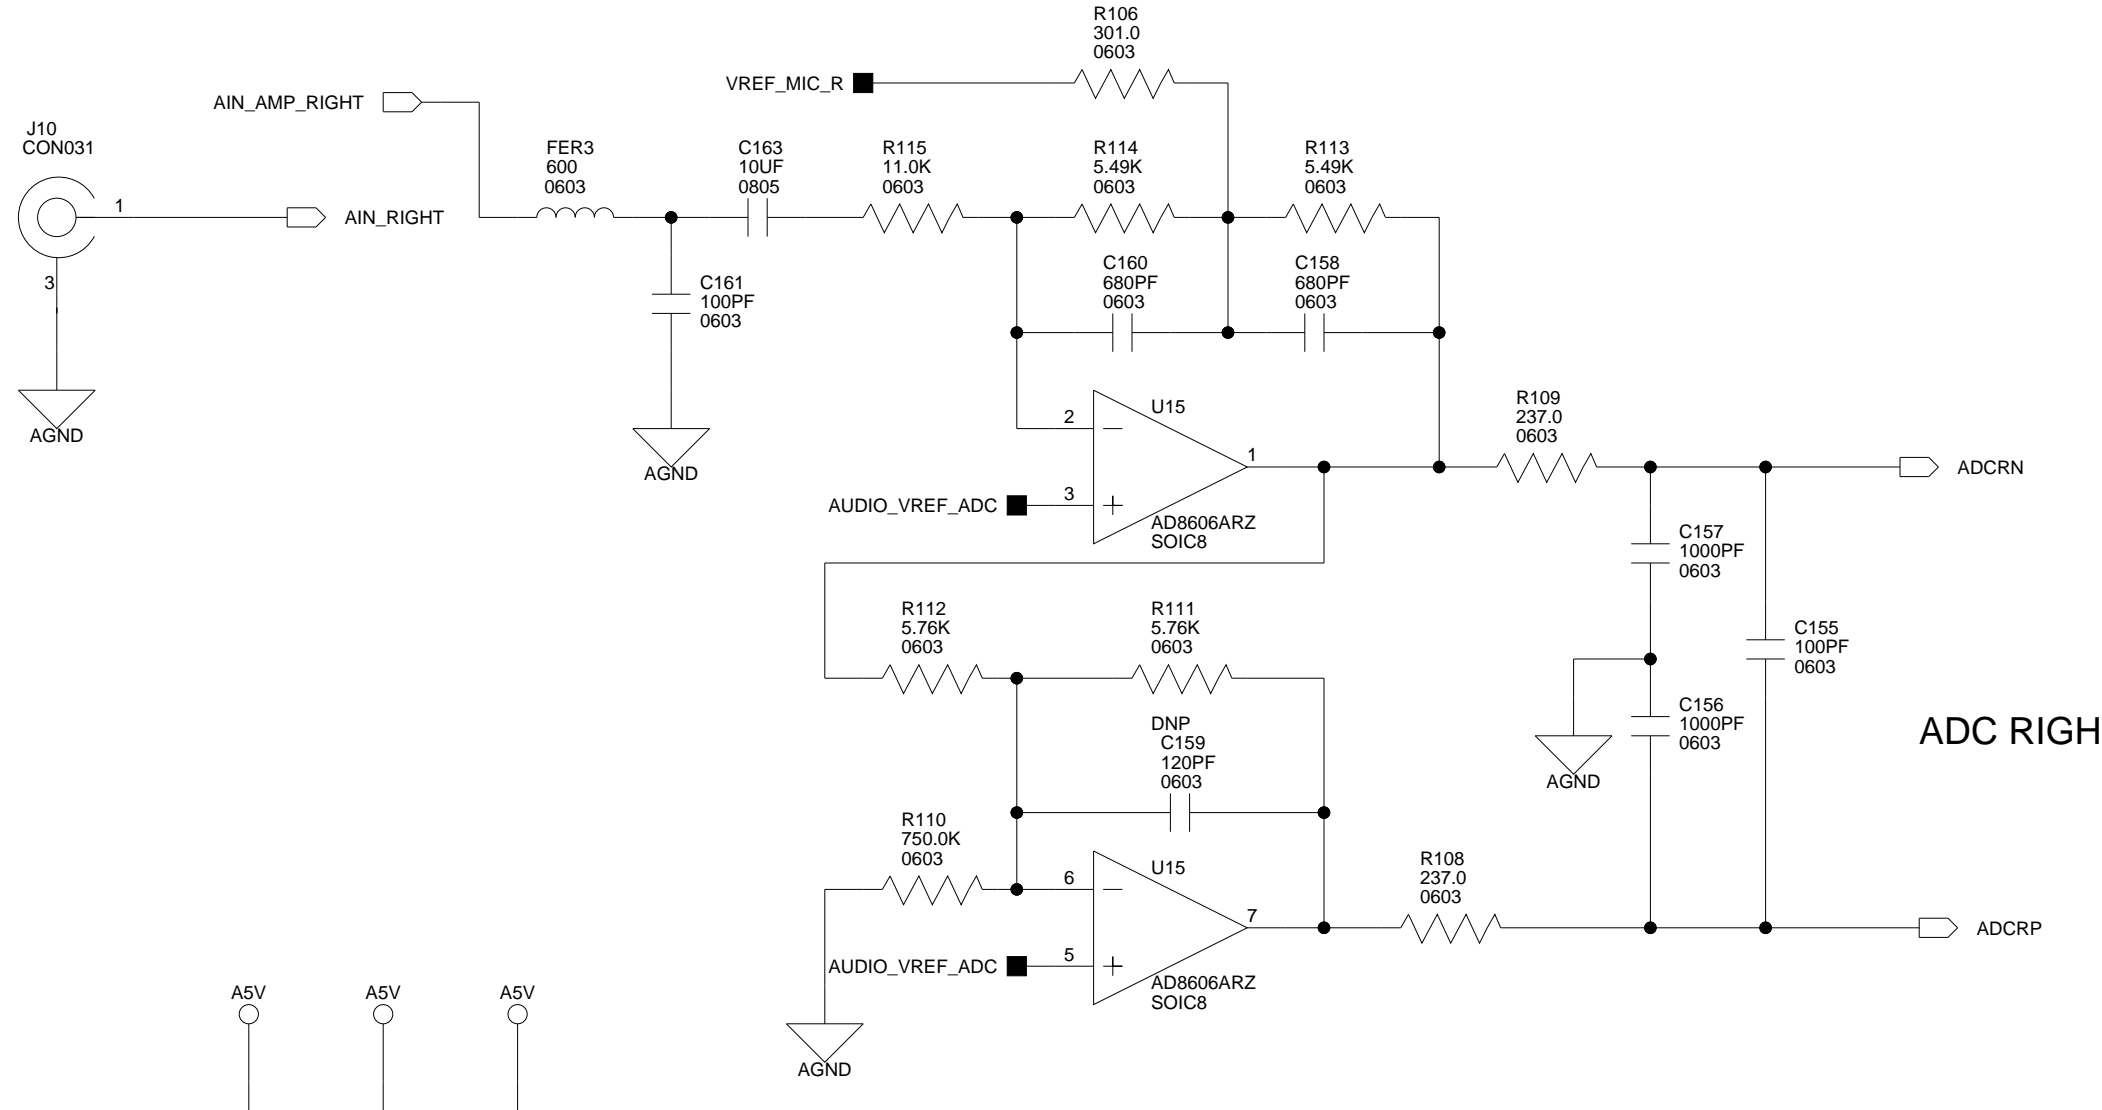 R106
301.0
0603
VREF_MIC_R
AIN_AMP_RIGHT
J10
CON031
1
AIN_RIGHT
3
AGND
FER3
600
0603
C163
10UF
0805
R115
11.0K
0603
R114
5.49K
0603
R113
5.49K
0603
C161
100PF
0603
AGND
C160
680PF
0603
C158
680PF
0603
2
U15
1
3
AUDIO_VREF_ADC
AD8606ARZ
SOIC8
R109
237.0
0603
ADCRN
C157
1000PF
0603
R112
5.76K
0603
R111
5.76K
0603
C155
100PF
0603
C156
1000PF
0603
AGND
ADC RIGH
DNP
C159
120PF
0603
R110
750.0K
0603
6
U15
7
5
AUDIO_VREF_ADC
AD8606ARZ
SOIC8
R108
237.0
0603
ADCRP
AGND
A5V
A5V
A5V